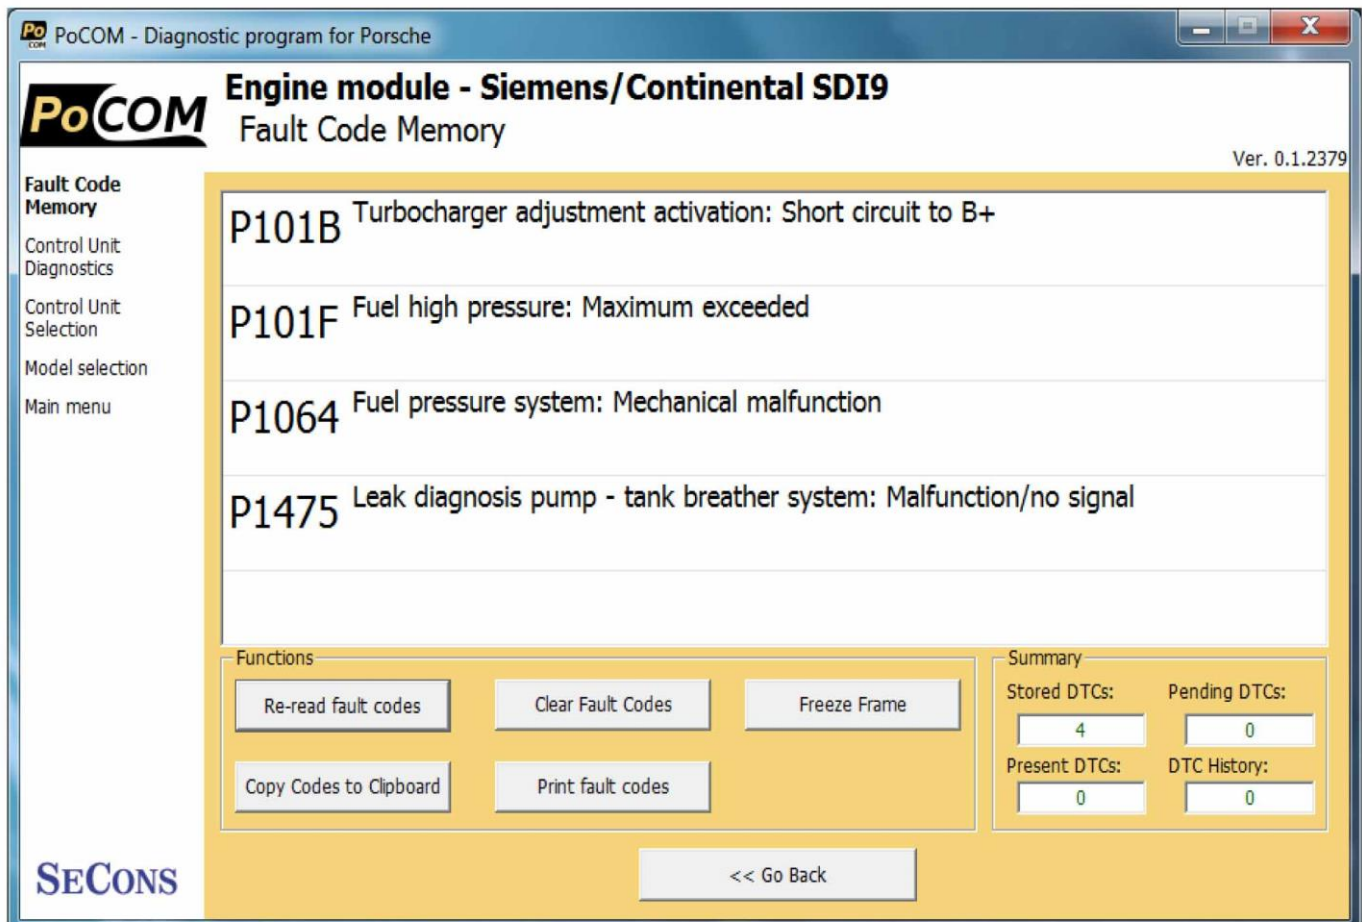 Po
COM
PoCOM - Diagnostic program for Porsche
X
PoCOM
Engine module - Siemens/Continental SDI9
Fault Code Memory
Ver. 0.1.2379
Fault Code
Memory
Control Unit
Diagnostics
Control Unit
Selection
Model selection
Main menu
P101B Turbocharger adjustment activation: Short circuit to B+
P101F Fuel high pressure: Maximum exceeded
P1064 Fuel pressure system: Mechanical malfunction
P1475 Leak diagnosis pump - tank breather system: Malfunction/no signal
Functions
Re-read fault codes
Clear Fault Codes
Freeze Frame
Copy Codes to Clipboard
Print fault codes
Summary
Stored DTCs: Pending DTCs:
4 0
Present DTCs: DTC History:
0 0
<< Go Back
SECONS